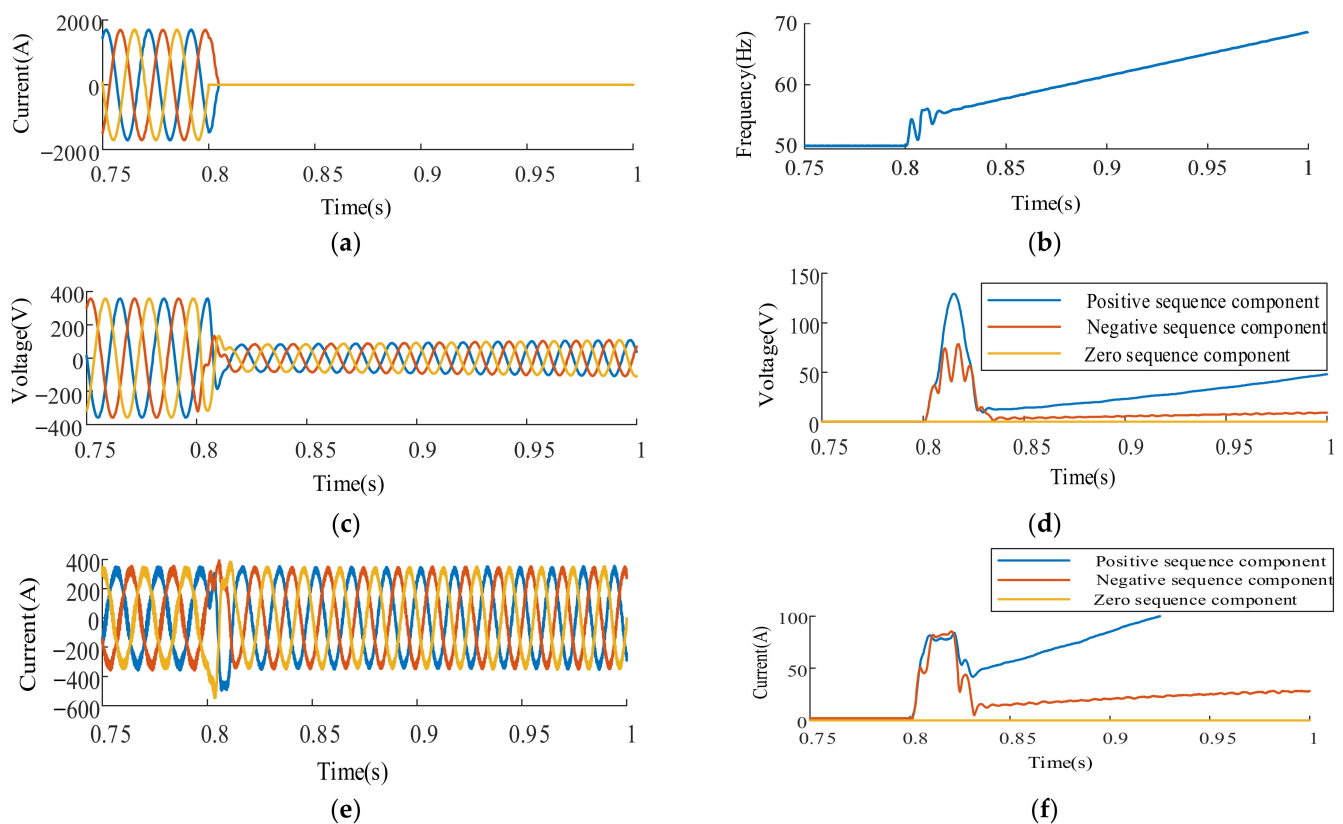 Current(A)
2000
0
−2000
0.75 0.8 0.85 0.9 0.95 1
Time(s)
(a)
Frequency(Hz)
70
60
50
0.75 0.8 0.85 0.9 0.95 1
Time(s)
(b)
Voltage(V)
400
200
0
−200
−400
0.75 0.8 0.85 0.9 0.95 1
Time(s)
(c)
Voltage(V)
150
100
50
0
Positive sequence component
Negative sequence component
Zero sequence component
0.75 0.8 0.85 0.9 0.95 1
Time(s)
(d)
Current(A)
400
200
0
−200
−400
−600
0.75 0.8 0.85 0.9 0.95 1
Time(s)
(e)
Positive sequence component
Negative sequence component
Zero sequence component
Current(A)
100
50
0
0.75 0.8 0.85 0.9 0.95 1
Time(s)
(f)